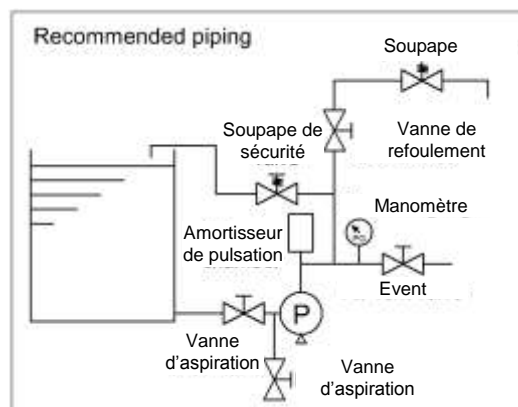 Recommended piping
Soupape
Soupape de
sécurité
Vanne de
refoulement
Amortisseur
de pulsation
Manomètre
Event
P
Vanne
d'aspiration
Vanne
d'aspiration